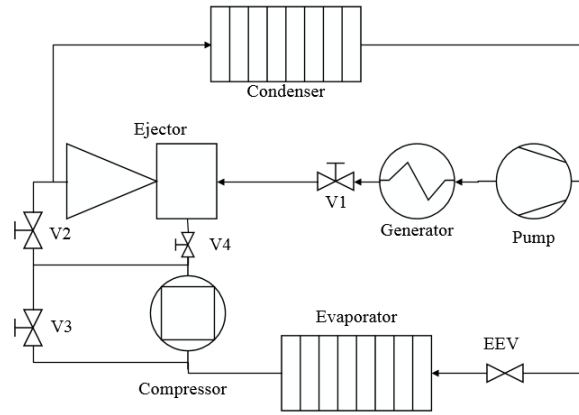 Condenser
Ejector
V1
Generator
Pump
V2
V4
V3
Evaporator
EEV
Compressor